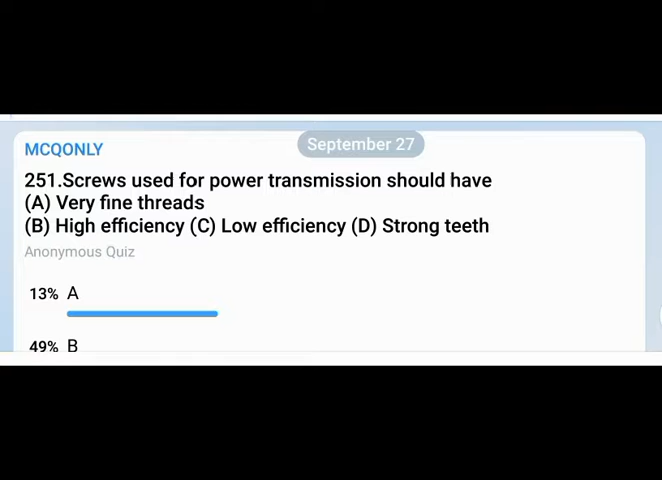 September 27
MCQONLY
251.Screws used for power transmission should have
(A) Very fine threads
(B) High efficiency (C) Low efficiency (D) Strong teeth
Anonymous Quiz
13% A
49% B